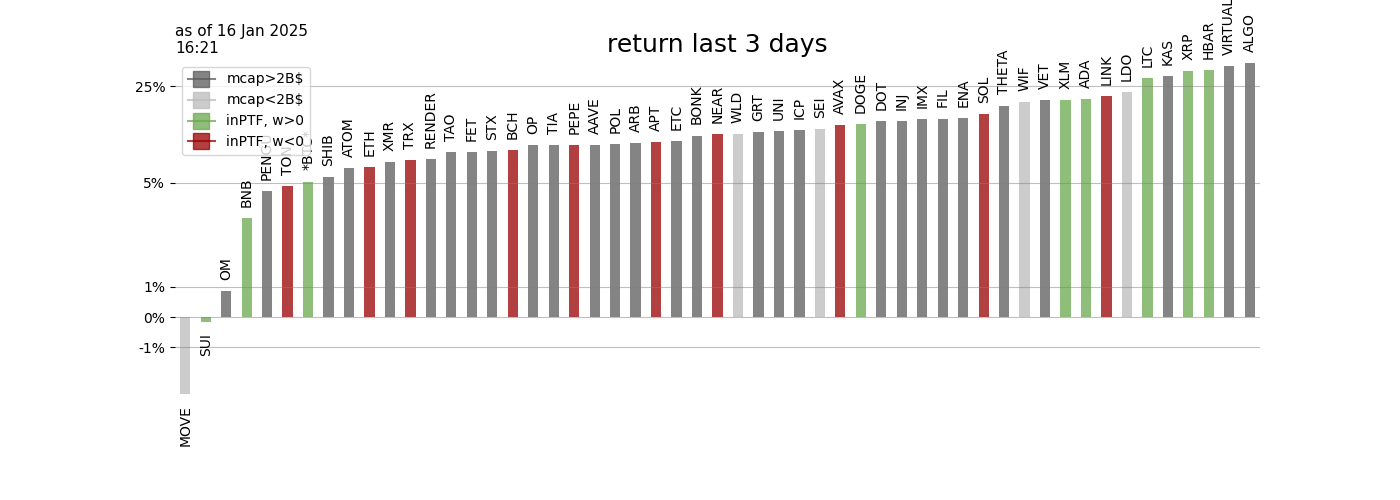 as of 16 Jan 2025
16:21
return last 3 days
mcap>2B$
mcap<2B$
inPTF, w>0
inPTF, w<0
25%
5%
1%
0%
-1%
MOVE
SUI
OM
BNB
PENGU
TON
*BTC*
SHIB
ATOM
ETH
XMR
TRX
RENDER
TAO
FET
STX
BCH
OP
TIA
PEPE
AAVE
POL
ARB
APT
ETC
BONK
NEAR
WLD
GRT
UNI
ICP
SEI
AVAX
DOGE
DOT
INJ
IMX
FIL
ENA
SOL
THETA
WIF
VET
XLM
ADA
LINK
LDO
LTC
KAS
XRP
HBAR
VIRTUAL
ALGO